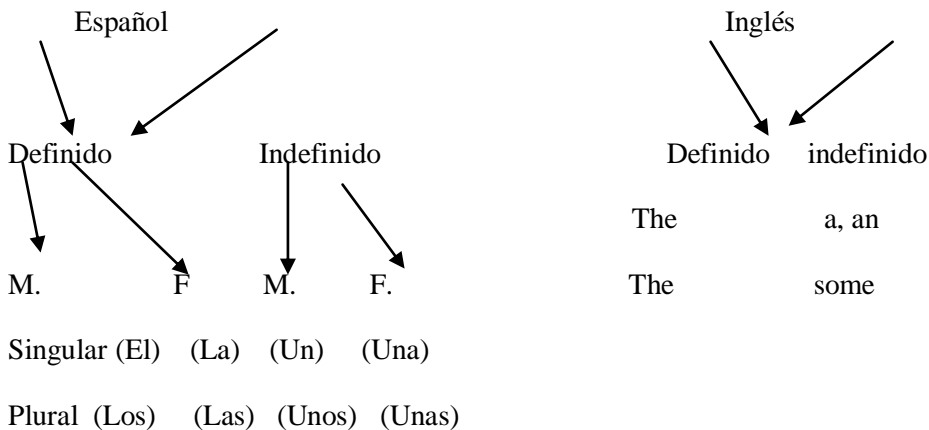 Español Inglés
Definido Indefinido Definido indefinido
The a, an
M. F M. F. The some
Singular (El) (La) (Un) (Una)
Plural (Los) (Las) (Unos) (Unas)